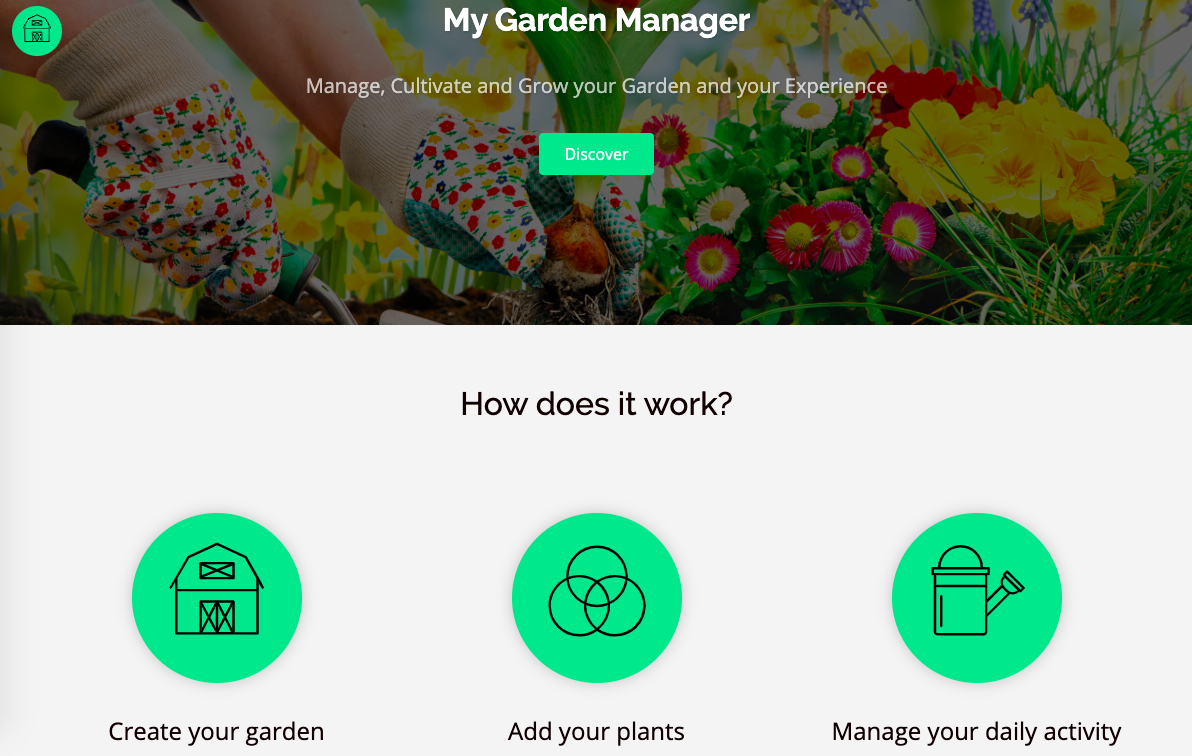 My Garden Manager
Manage, Cultivate and Grow your Garden and your Experience
Discover
How does it work?
Create your garden
Add your plants
Manage your daily activity